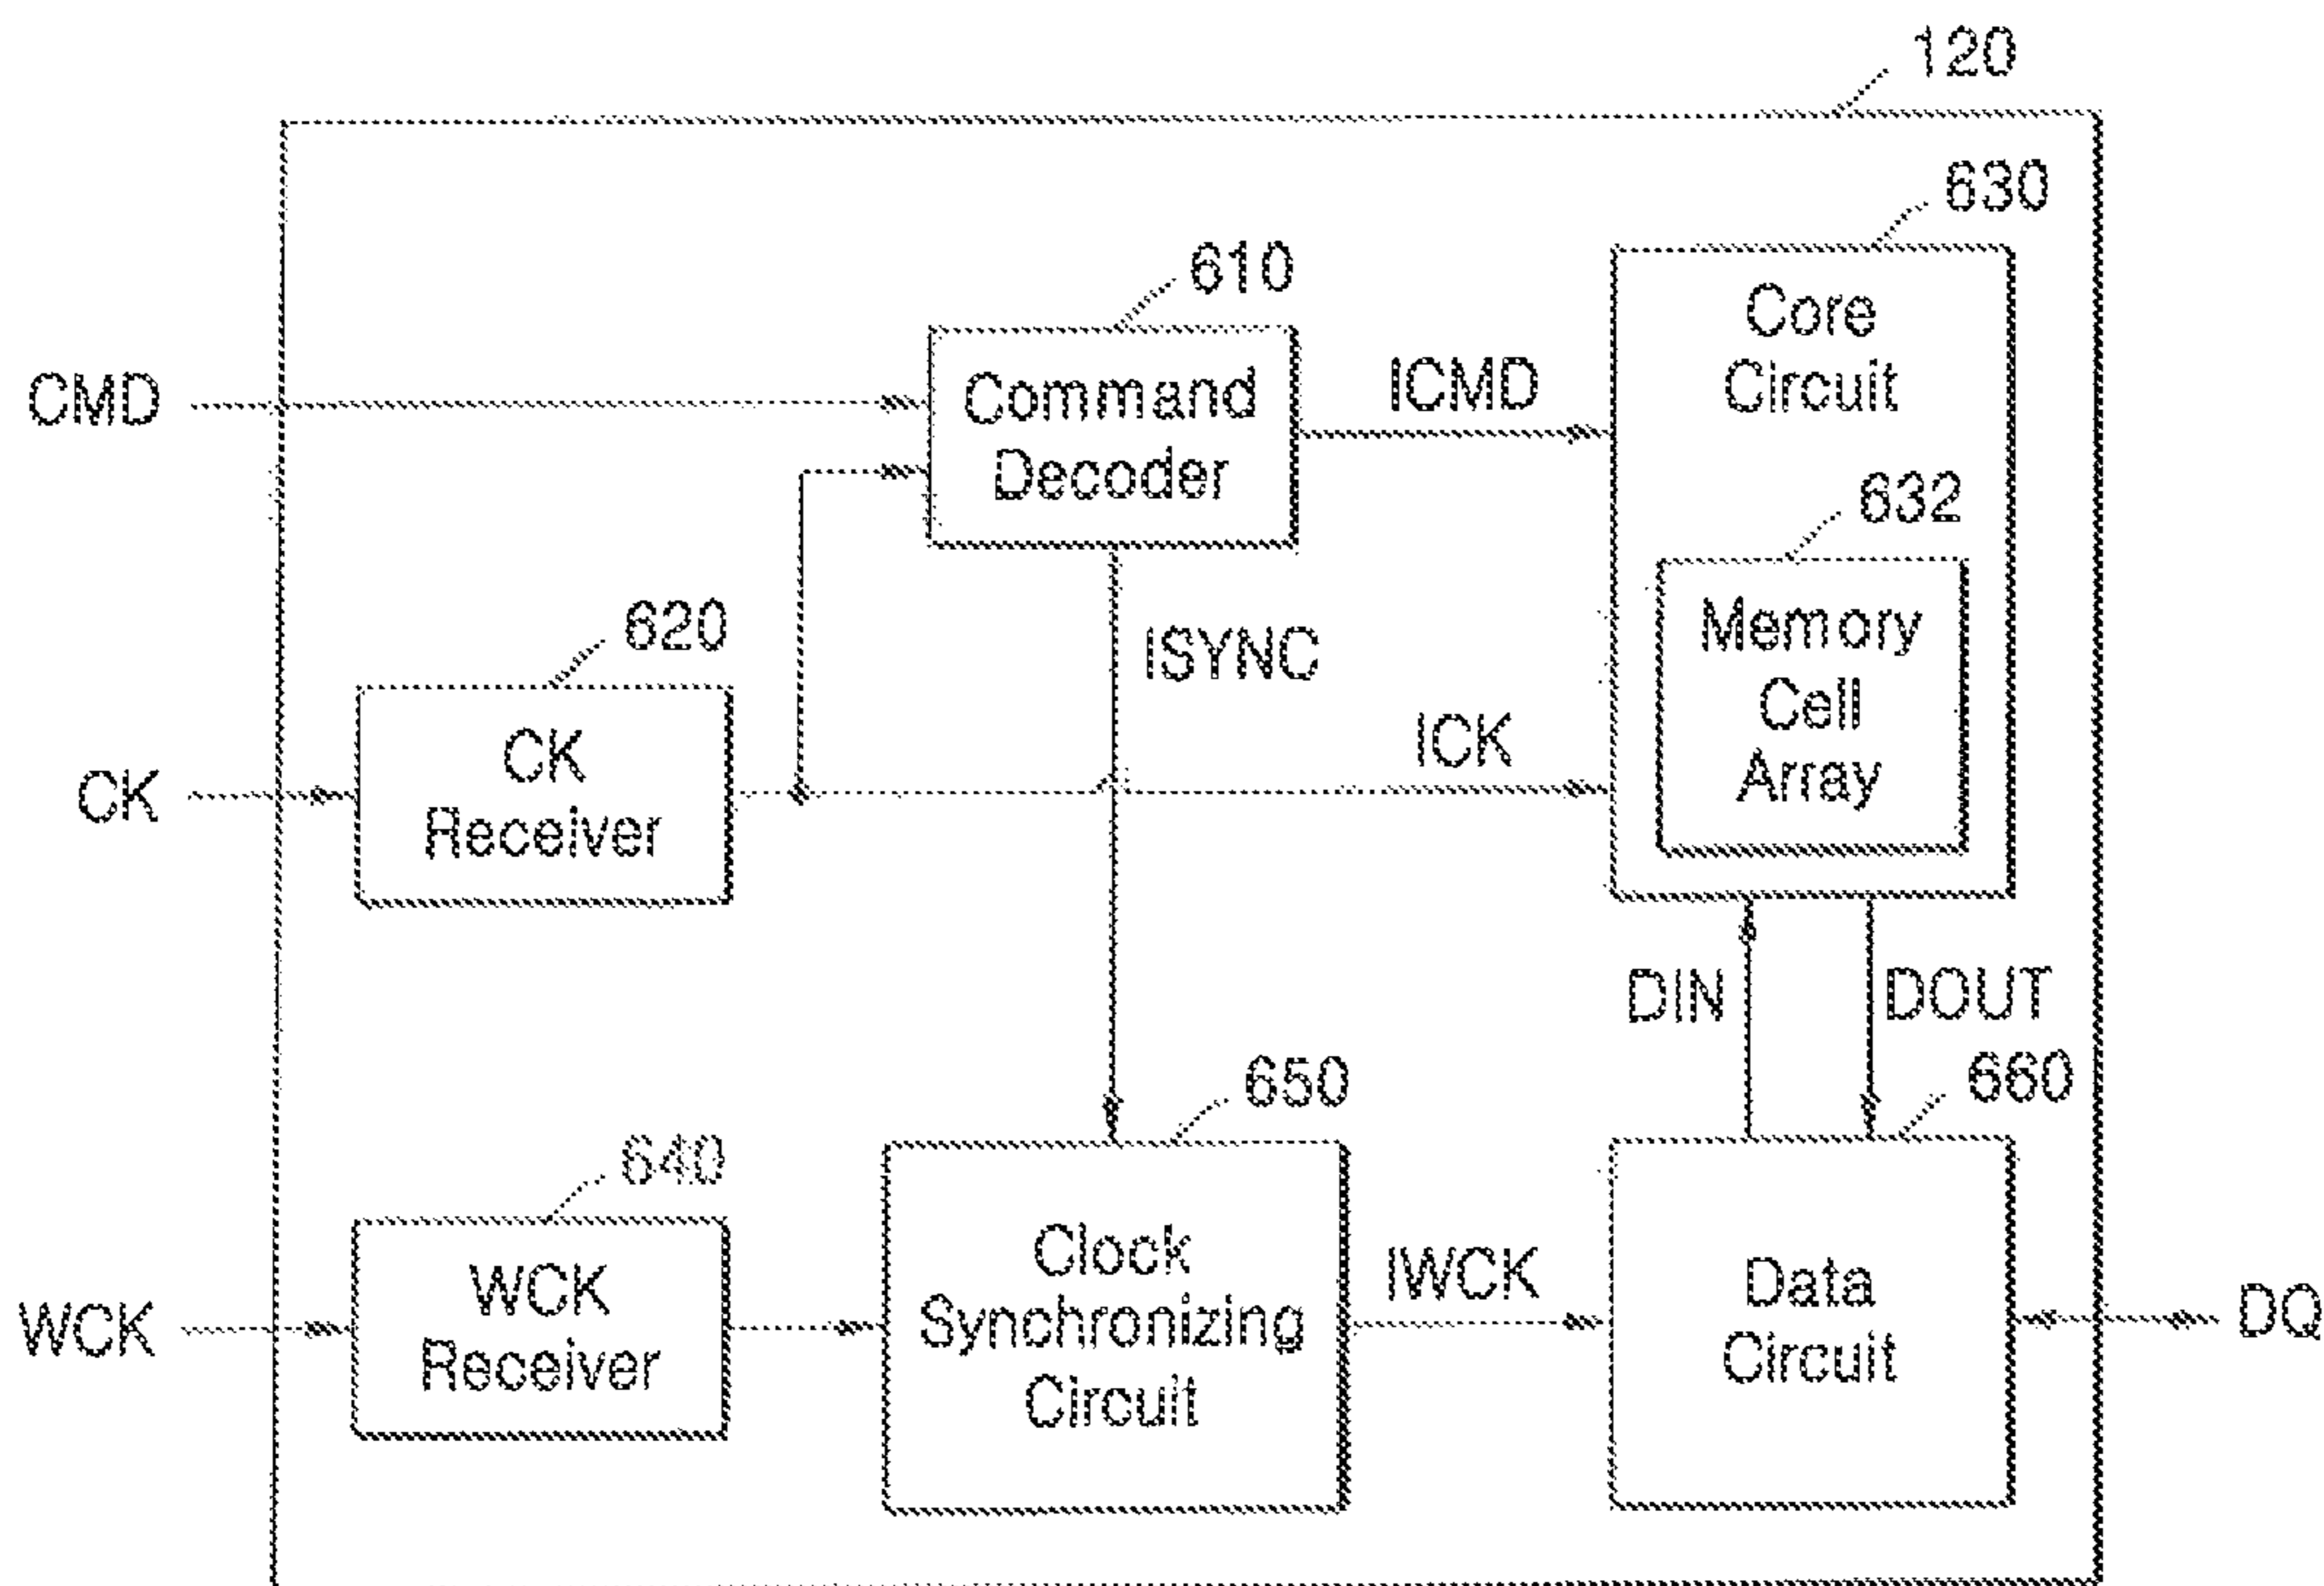 120
630
610
Core
Circuit
CMD
Command
Decoder
ICMD
632
620
ISYNC
Memory
Cell
Array
CK
CK
Receiver
ICK
DIN
DOUT
640
650
660
WCK
WCK
Receiver
Clock
Synchronizing
Circuit
IWCK
Data
Circuit
DQ